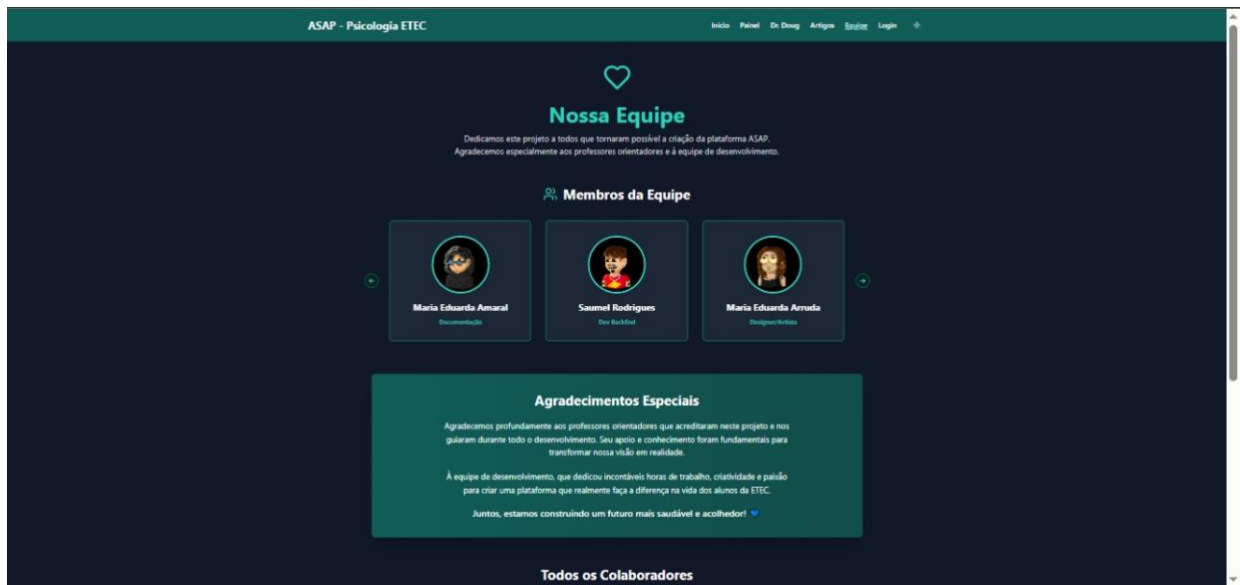 ASAP - Psicologia ETEC
Início Painel Dr. Doug Artigos Equipe Login
Nossa Equipe
Dedicamos este projeto a todos que tornaram possível a criação da plataforma ASAP.
Agradecemos especialmente aos professores orientadores e à equipe de desenvolvimento.
Membros da Equipe
Maria Eduarda Amaral
Documentação
Saumel Rodrigues
Dev Backend
Maria Eduarda Arruda
Designer/Artista
Agradecimentos Especiais
Agradecemos profundamente aos professores orientadores que acreditaram neste projeto e nos
guiaram durante todo o desenvolvimento. Seu apoio e conhecimento foram fundamentais para
transformar nossa visão em realidade.
À equipe de desenvolvimento, que dedicou incontáveis horas de trabalho, criatividade e paixão
para criar uma plataforma que realmente faça a diferença na vida dos alunos da ETEC.
Juntos, estamos construindo um futuro mais saudável e acolhedor! 💙
Todos os Colaboradores